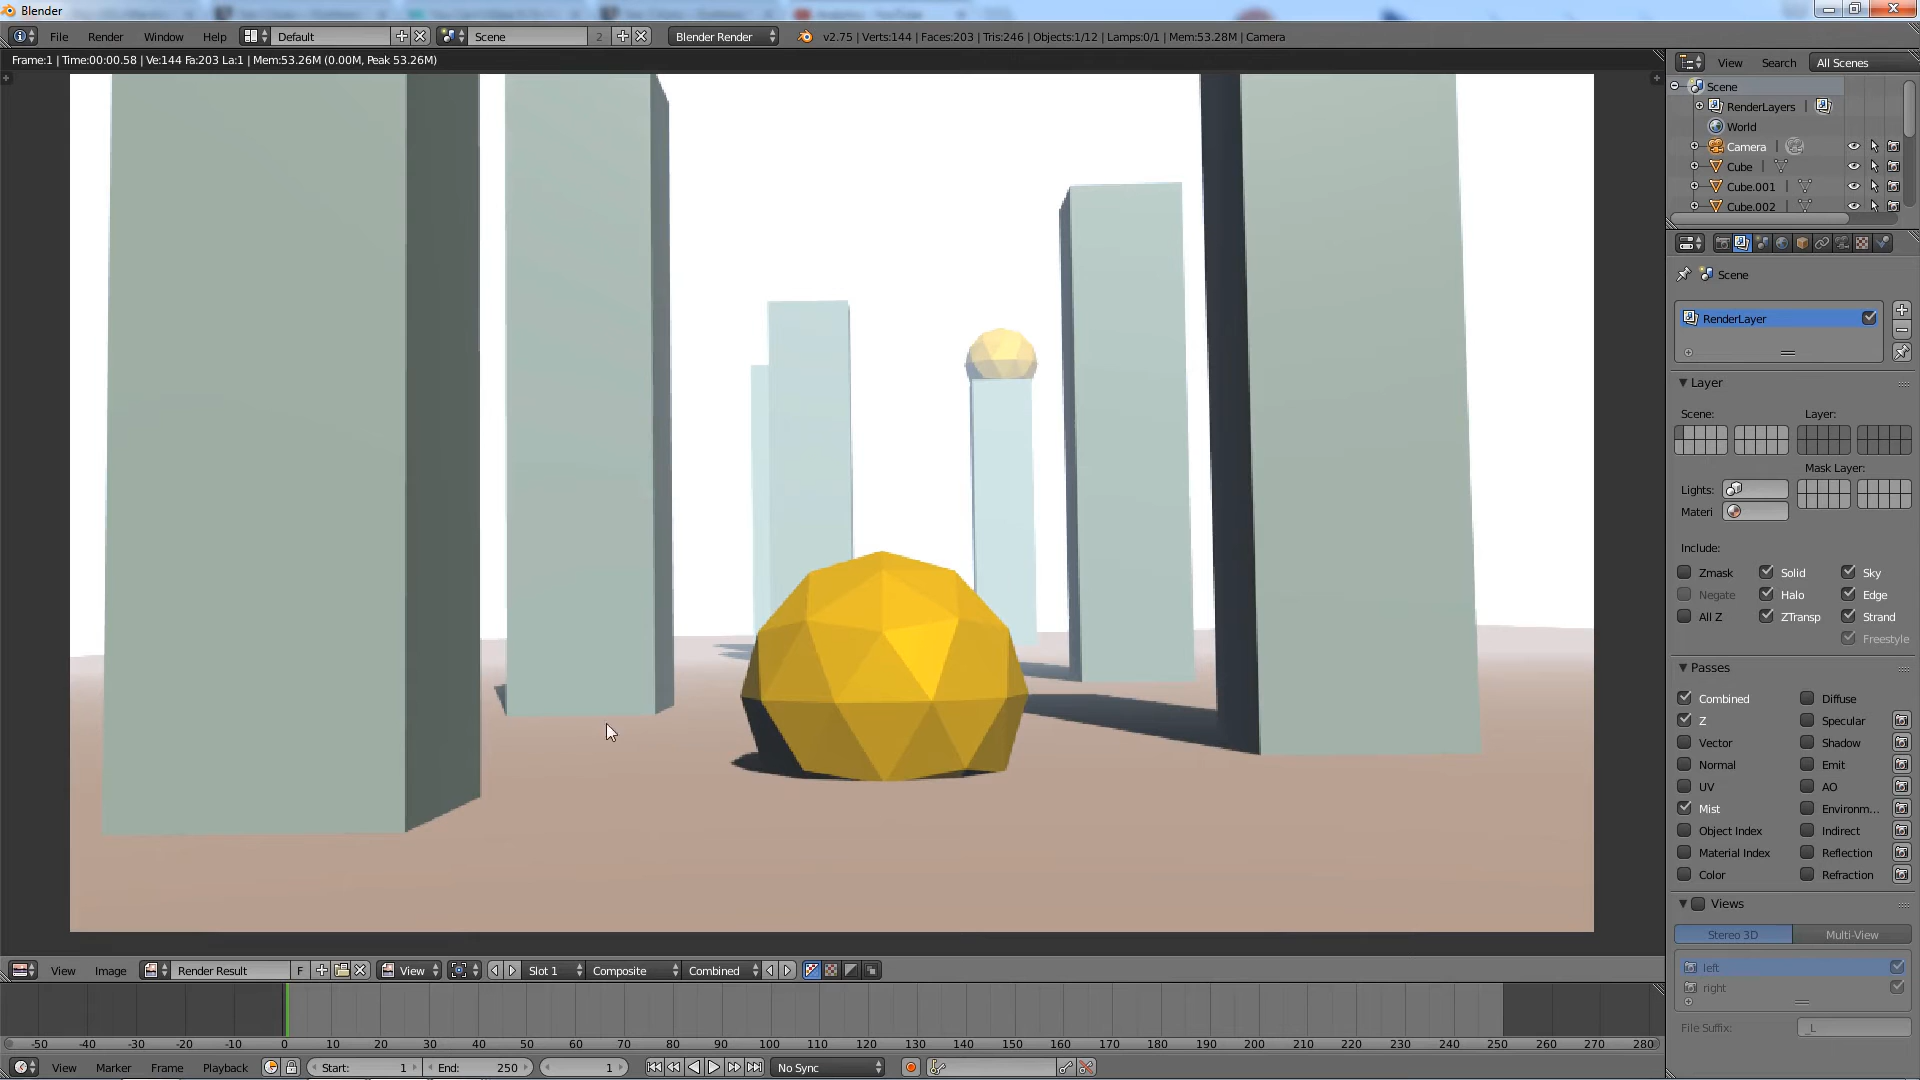 Blender
File Render Window Help Default Scene 2 Blender Render v2.75 | Verts:144 | Faces:203 | Tris:246 | Objects:1/12 | Lamps:0/1 | Mem:53.28M | Camera
Frame:1 | Time:00:00.58 | Ve:144 Fa:203 La:1 | Mem:53.26M (0.00M, Peak 53.26M)
View Search All Scenes
Scene
RenderLayers |
World
Camera |
Cube |
Cube.001 |
Cube.002 |
Scene
RenderLayer
Layer
Scene: Layer:
Mask Layer:
Lights:
Materi
Include:
Zmask Solid Sky
Negate Halo Edge
All Z ZTransp Strand
Freestyle
Passes
Combined Diffuse
Z Specular
Vector Shadow
Normal Emit
UV AO
Mist Environm...
Object Index Indirect
Material Index Reflection
Color Refraction
Views
Stereo 3D Multi-View
left
right
File Suffix: _L
View Image Render Result F View Slot 1 Composite Combined
-50 -40 -30 -20 -10 0 10 20 30 40 50 60 70 80 90 100 110 120 130 140 150 160 170 180 190 200 210 220 230 240 250 260 270 280
View Marker Frame Playback Start: 1 End: 250 1 No Sync